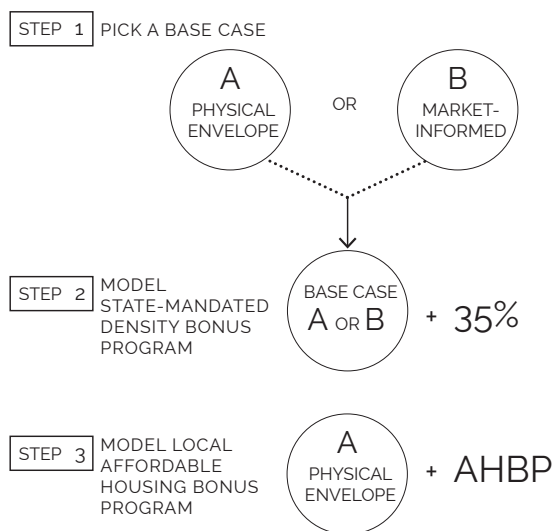 STEP 1 PICK A BASE CASE
A
PHYSICAL
ENVELOPE
OR
B
MARKET-
INFORMED
STEP 2
MODEL
STATE-MANDATED
DENSITY BONUS
PROGRAM
BASE CASE
A OR B
+ 35%
STEP 3
MODEL LOCAL
AFFORDABLE
HOUSING BONUS
PROGRAM
A
PHYSICAL
ENVELOPE
+ AHBP